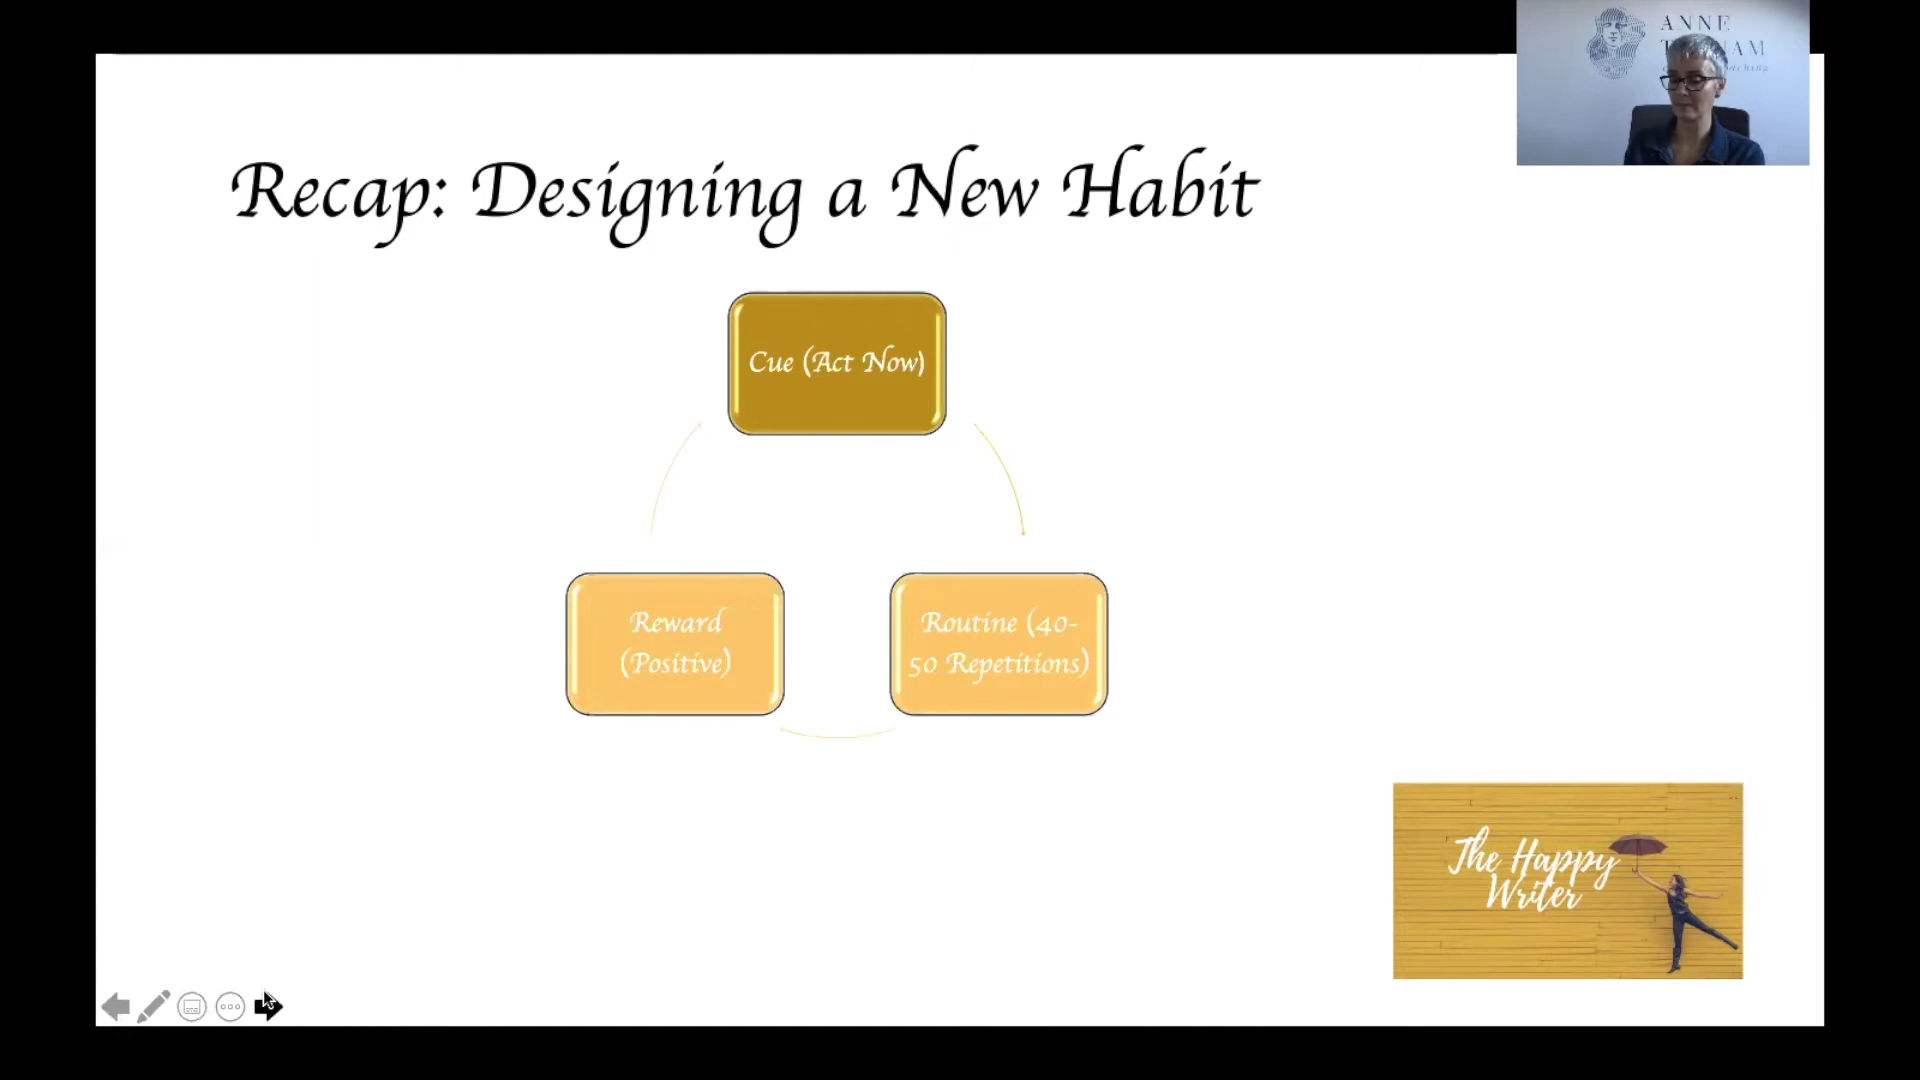 ANNE
Recap: Designing a New Habit
Cue (Act Now)
Reward
(Positive)
Routine (40-
50 Repetitions)
The Happy
Writer